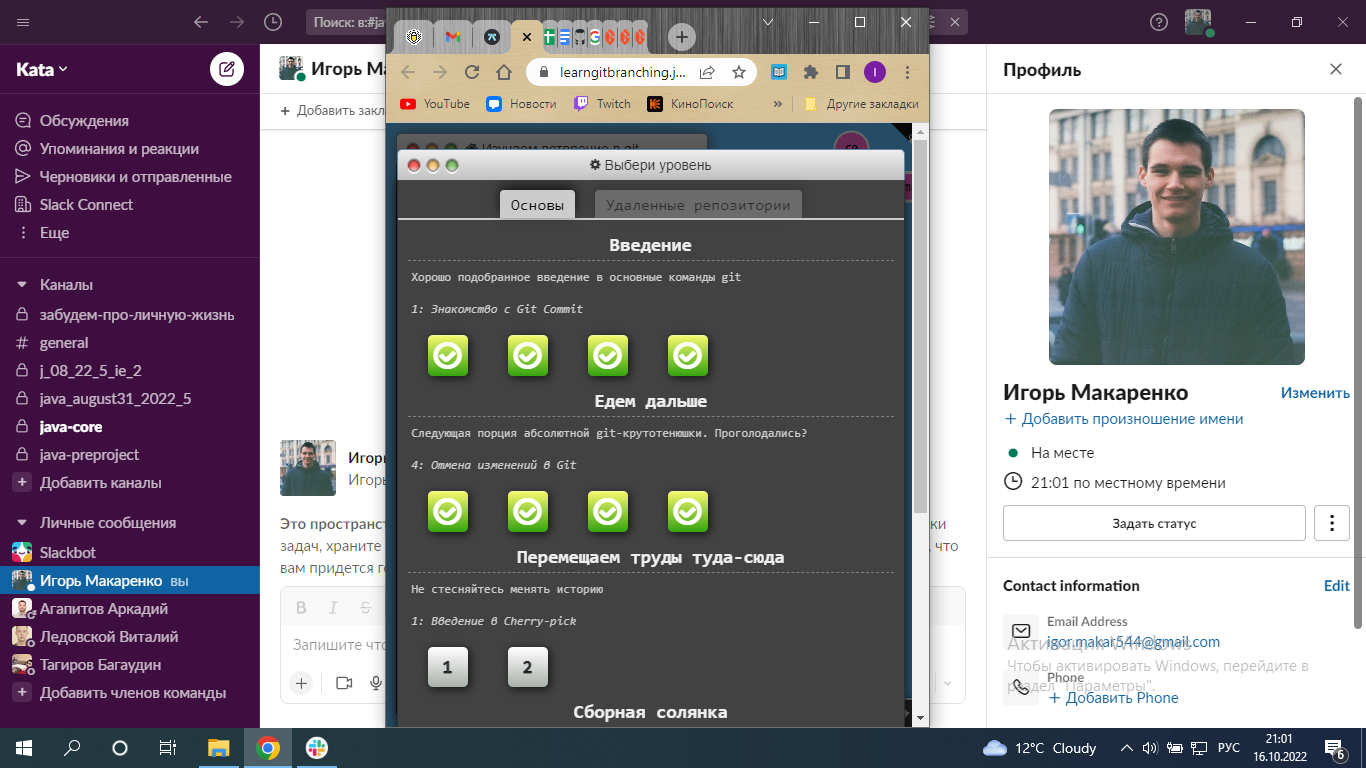 Поиск: в:#ja
Kata
Обсуждения
Упоминания и реакции
Черновики и отправленные
Slack Connect
Еще
Каналы
забудем-про-личную-жизнь
general
j_08_22_5_ie_2
java_august31_2022_5
java-core
java-preproject
Добавить каналы
Личные сообщения
Slackbot
Игорь Макаренко вы
Агапитов Аркадий
Ледовской Виталий
Тагиров Багаудин
Добавить членов команды
Игорь Ма
+ Добавить закл
Игорь
Игорь
Это пространст
задач, храните
ки
, что
вам придется г
B I S
Запишите что
learngitbranching.j...
I
YouTube
Новости
Twitch
КиноПоиск
»
Другие закладки
Изучаем ветвление в git
Выбери уровень
Основы
Удаленные репозитории
Введение
Хорошо подобранное введение в основные команды git
1: Знакомство с Git Commit
Едем дальше
Следующая порция абсолютной git-крутотенюшки. Проголодались?
4: Отмена изменений в Git
Перемещаем труды туда-сюда
Не стесняйтесь менять историю
1: Введение в Cherry-pick
1 2
Сборная солянка
Профиль
Игорь Макаренко
Изменить
+ Добавить произношение имени
На месте
21:01 по местному времени
Задать статус
Contact information
Edit
Email Address
igor.makar544@gmail.com
Phone
+ Добавить Phone
Активация Windows
Чтобы активировать Windows, перейдите в
раздел "Параметры".
12°C Cloudy
РУС
21:01
16.10.2022
6